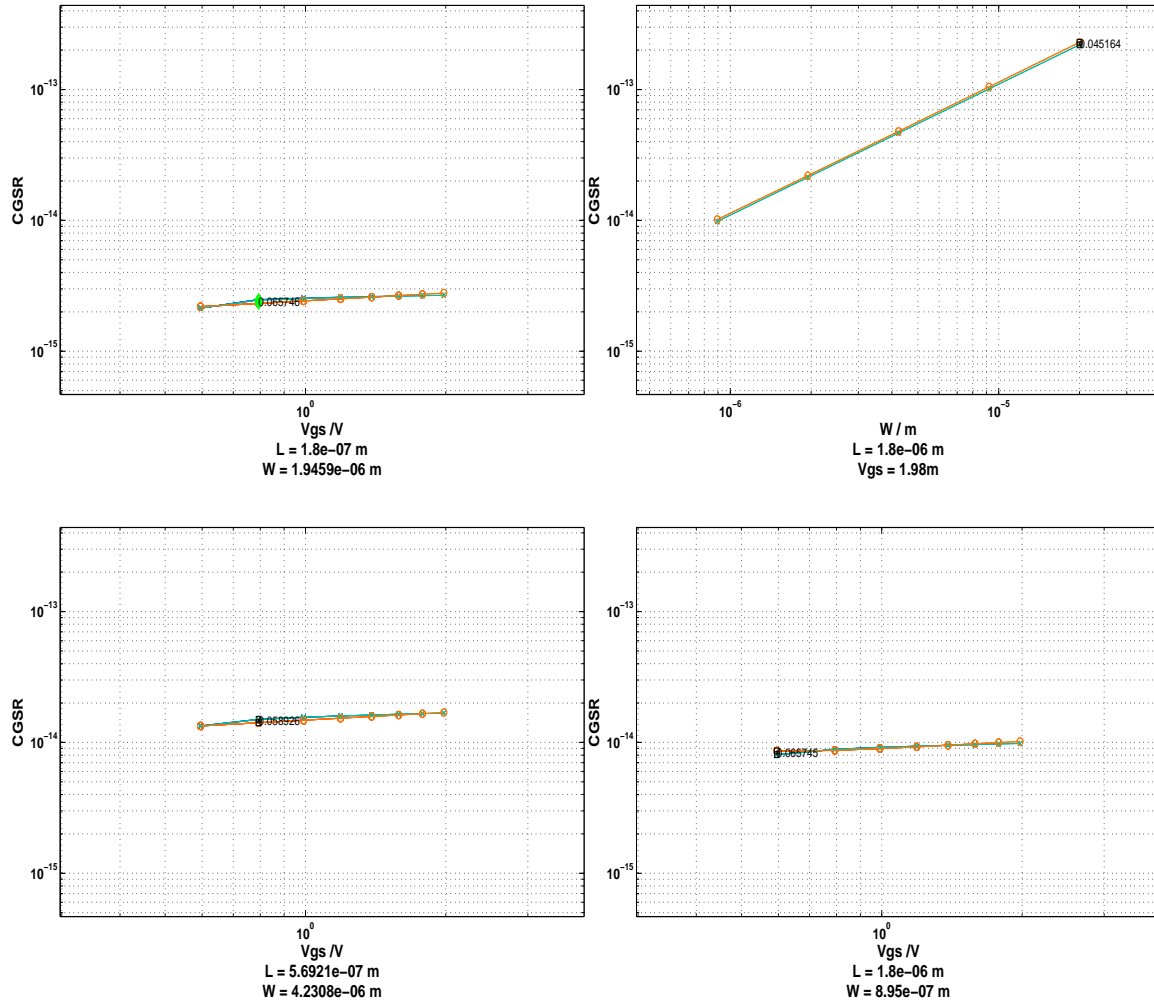 10⁻¹³
10⁻¹⁴
10⁻¹⁵
CGSR
0.065746
10⁰
Vgs /V
L = 1.8e−07 m
W = 1.9459e−06 m
10⁻¹³
10⁻¹⁴
10⁻¹⁵
CGSR
0.045164
10⁻⁶
10⁻⁵
W / m
L = 1.8e−06 m
Vgs = 1.98m
10⁻¹³
10⁻¹⁴
10⁻¹⁵
CGSR
0.058926
10⁰
Vgs /V
L = 5.6921e−07 m
W = 4.2308e−06 m
10⁻¹³
10⁻¹⁴
10⁻¹⁵
CGSR
0.065745
10⁰
Vgs /V
L = 1.8e−06 m
W = 8.95e−07 m